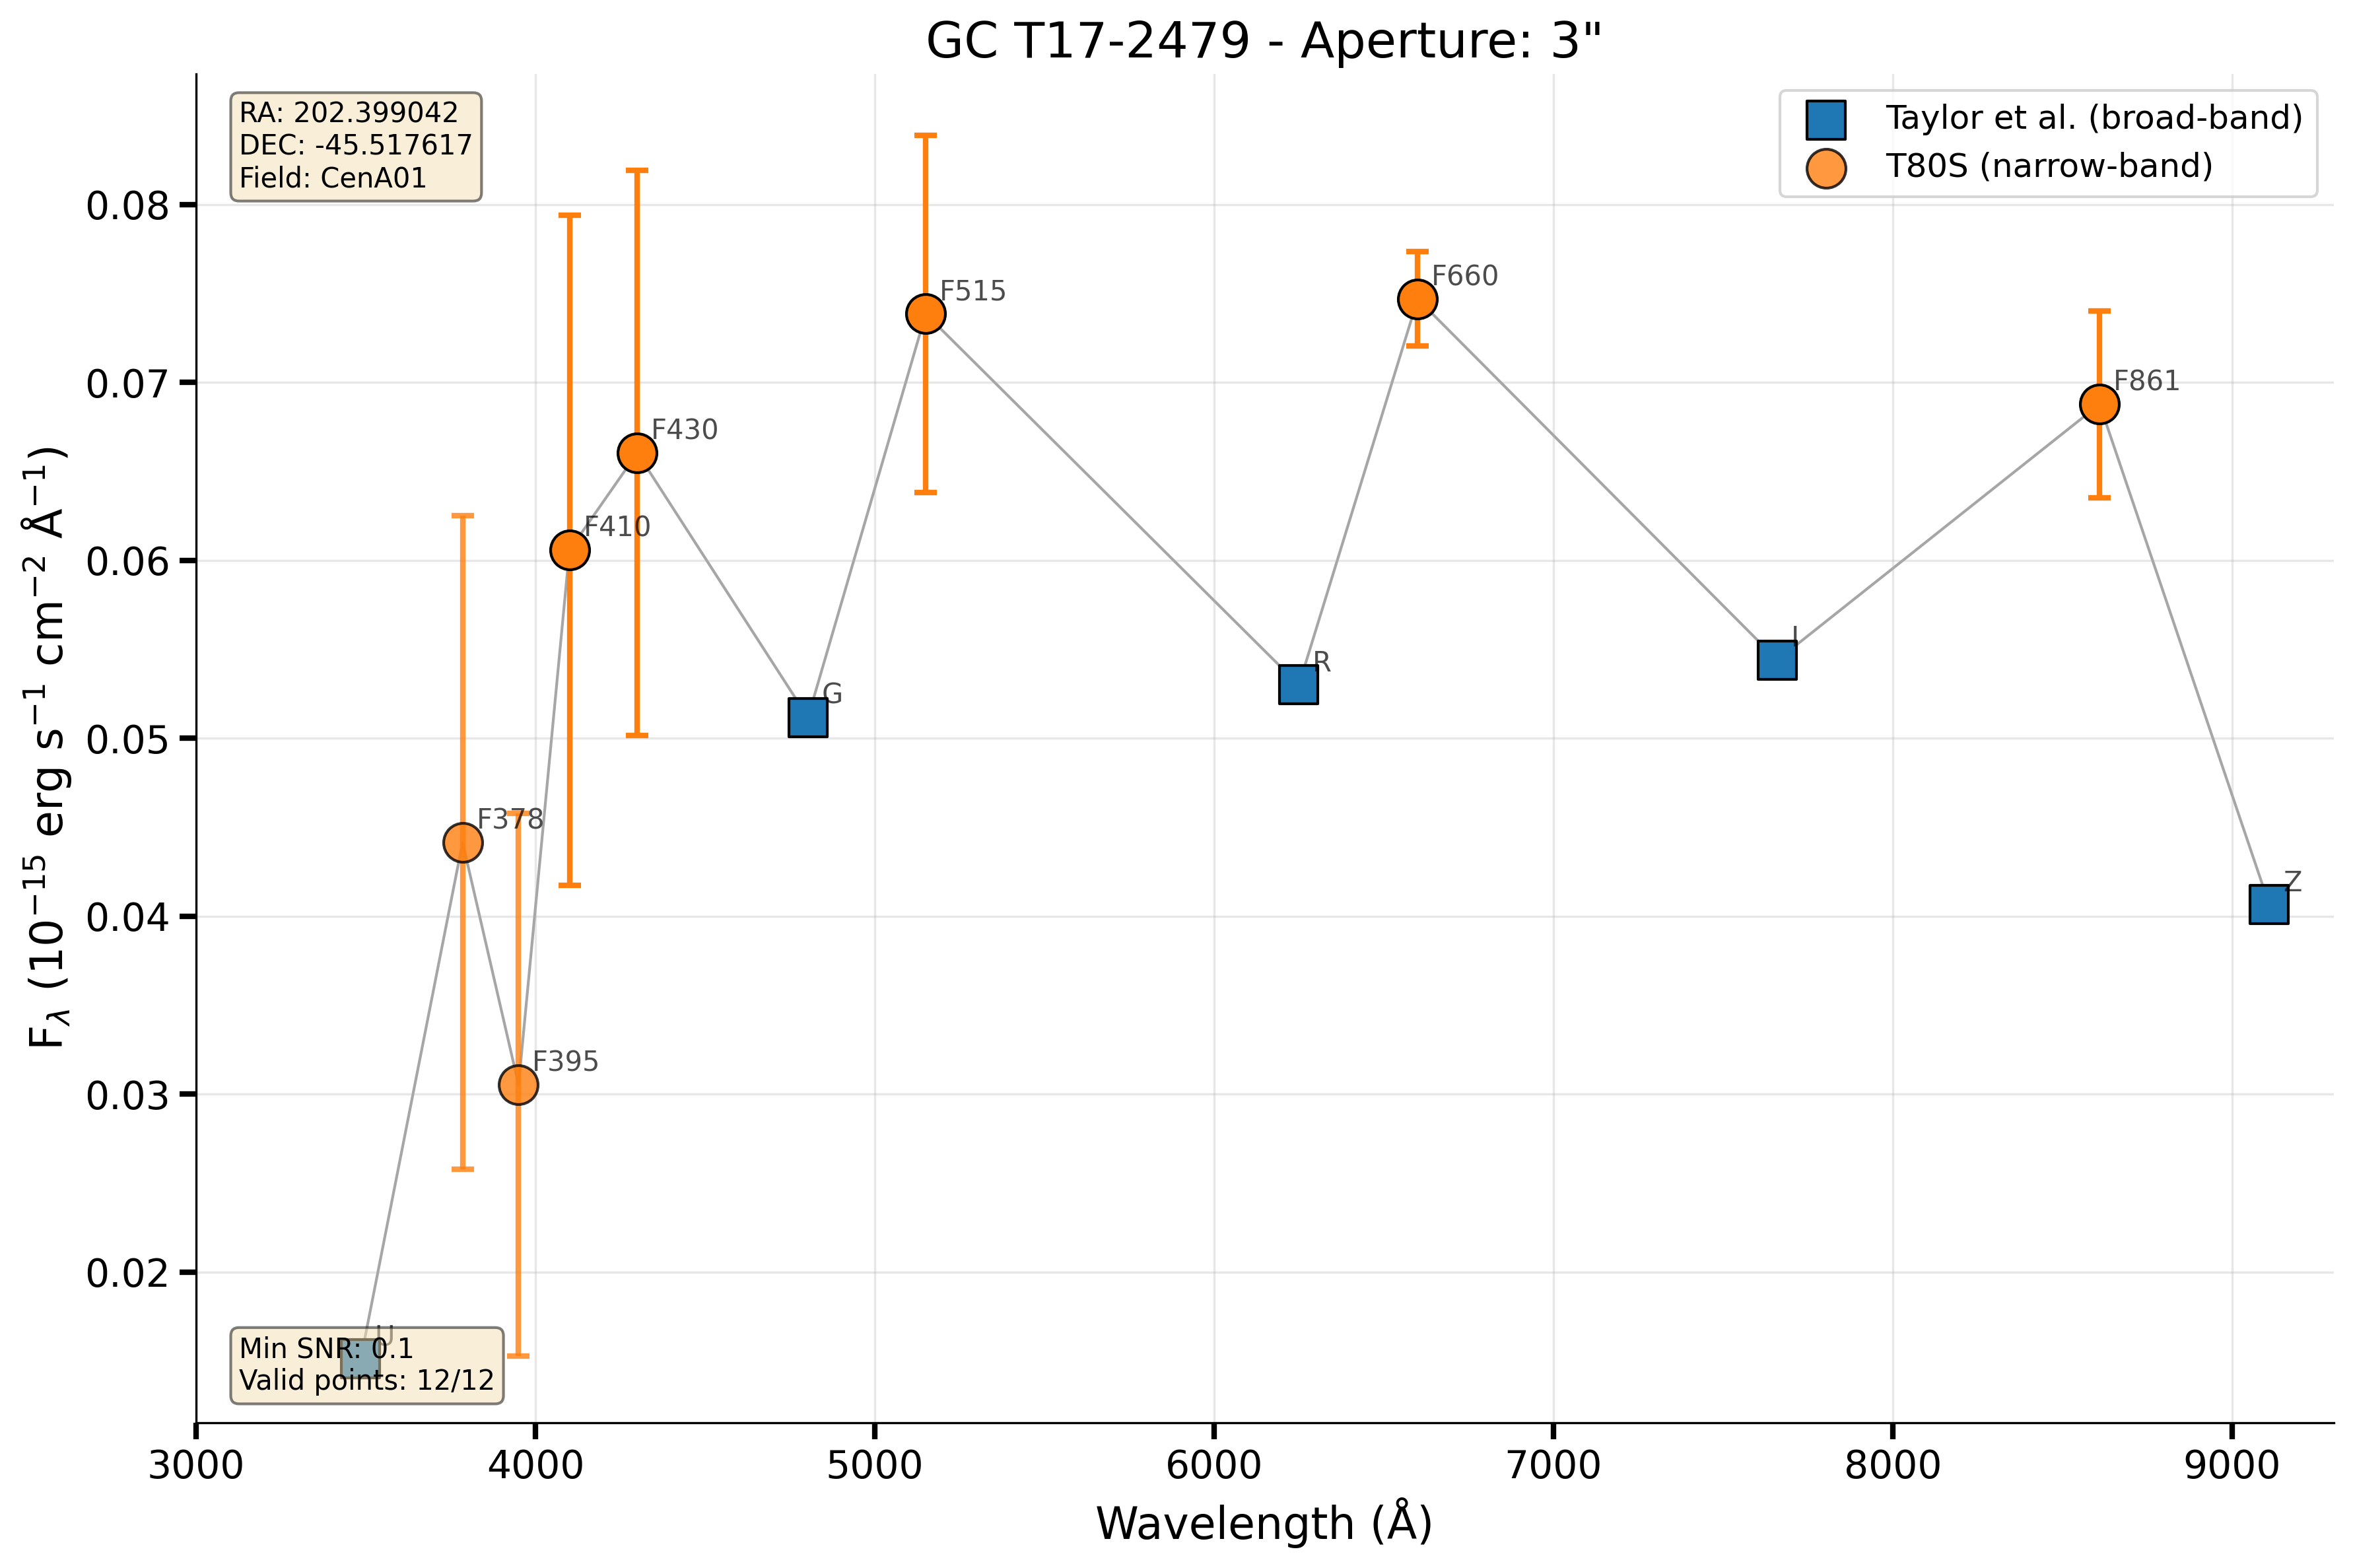 GC T17-2479 - Aperture: 3"
RA: 202.399042
DEC: -45.517617
Field: CenA01
Taylor et al. (broad-band)
T80S (narrow-band)
F660
F515
F861
F430
F410
I
R
G
F378
Z
F395
U
Min SNR: 0.1
Valid points: 12/12
0.08
0.07
0.06
0.05
0.04
0.03
0.02
F$_{λ}$ (10$^{−15}$ erg s$^{−1}$ cm$^{−2}$ Å$^{−1}$)
3000 4000 5000 6000 7000 8000 9000
Wavelength (Å)